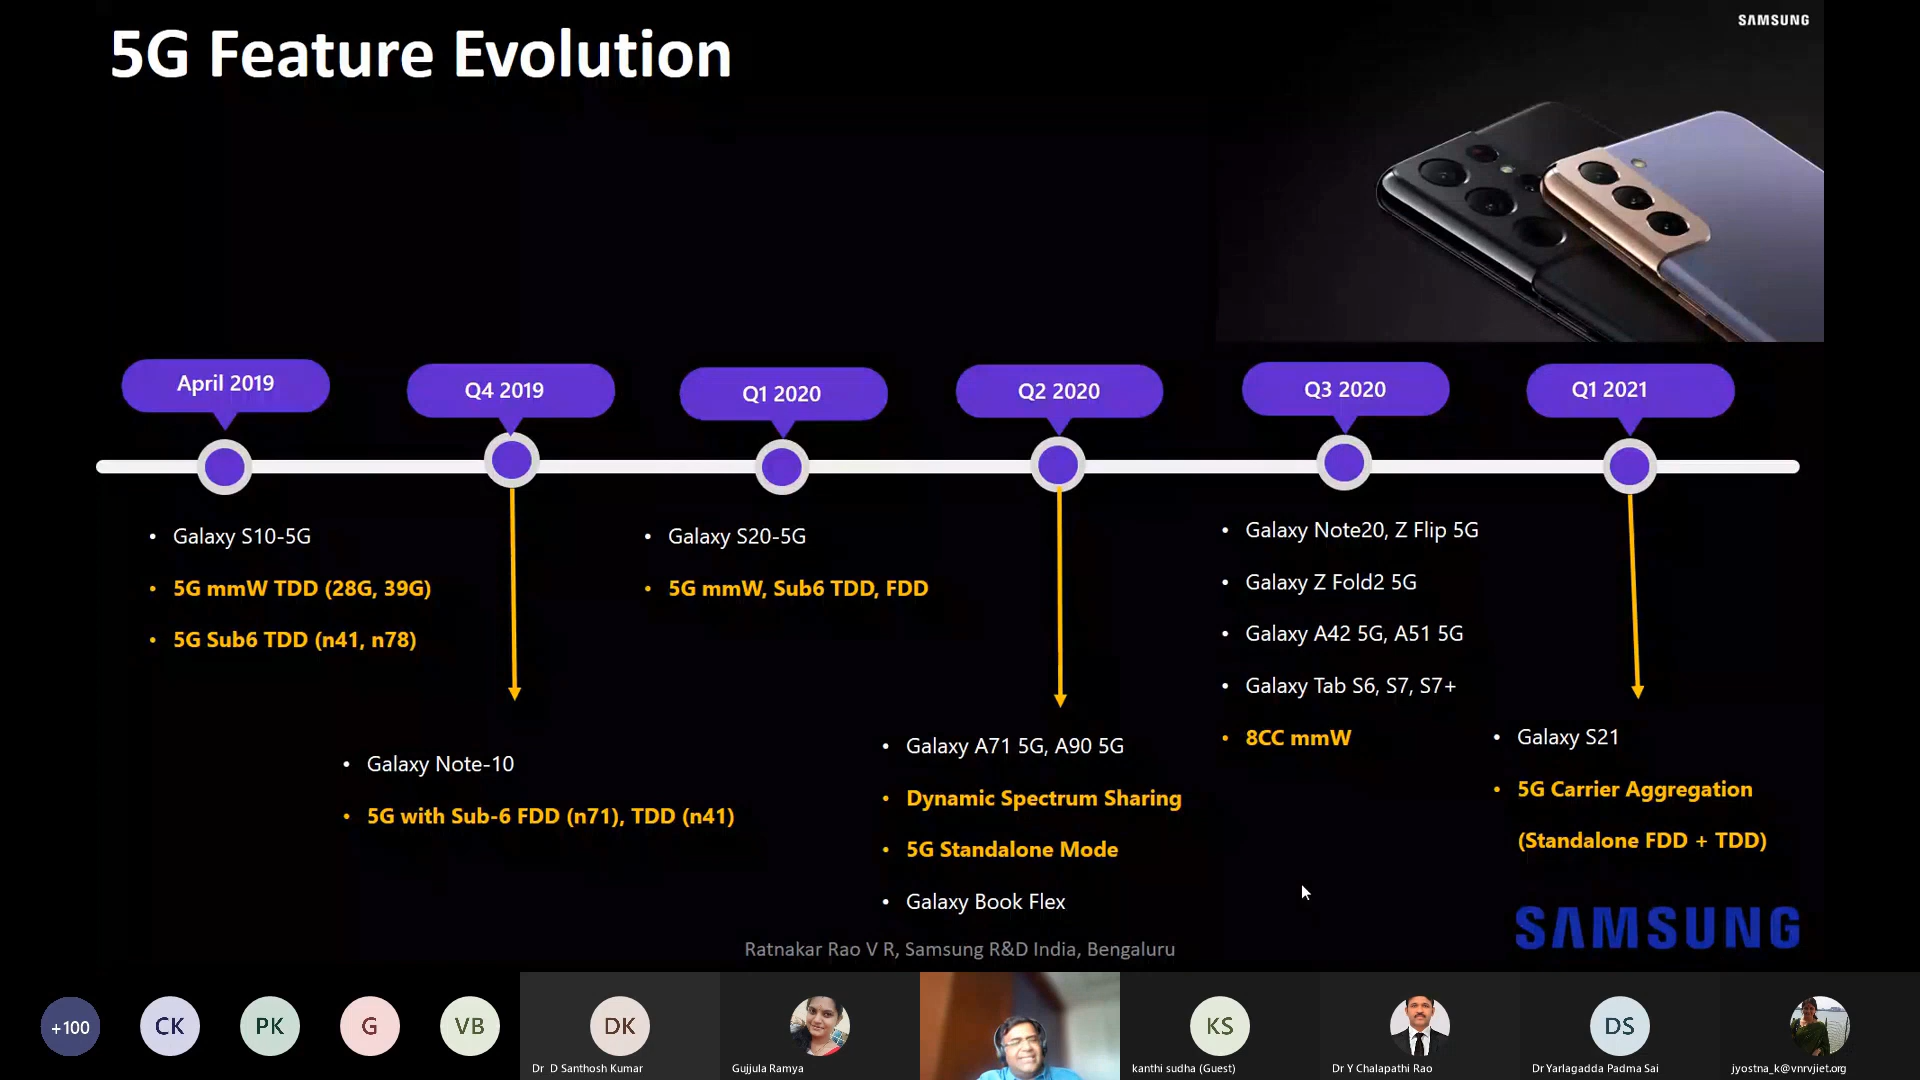 5G Feature Evolution
SAMSUNG
April 2019
Q4 2019
Q1 2020
Q2 2020
Q3 2020
Q1 2021
• Galaxy S10-5G
• 5G mmW TDD (28G, 39G)
• 5G Sub6 TDD (n41, n78)
• Galaxy Note-10
• 5G with Sub-6 FDD (n71), TDD (n41)
• Galaxy S20-5G
• 5G mmW, Sub6 TDD, FDD
• Galaxy A71 5G, A90 5G
• Dynamic Spectrum Sharing
• 5G Standalone Mode
• Galaxy Book Flex
• Galaxy Note20, Z Flip 5G
• Galaxy Z Fold2 5G
• Galaxy A42 5G, A51 5G
• Galaxy Tab S6, S7, S7+
• 8CC mmW
• Galaxy S21
• 5G Carrier Aggregation
(Standalone FDD + TDD)
SAMSUNG
Ratnakar Rao V R, Samsung R&D India, Bengaluru
+100
CK
PK
G
VB
DK
Dr D Santhosh Kumar
Gujjula Ramya
KS
kanthi sudha (Guest)
Dr Y Chalapathi Rao
DS
Dr Yarlagadda Padma Sai
jyostna_k@vnrvjiet.org